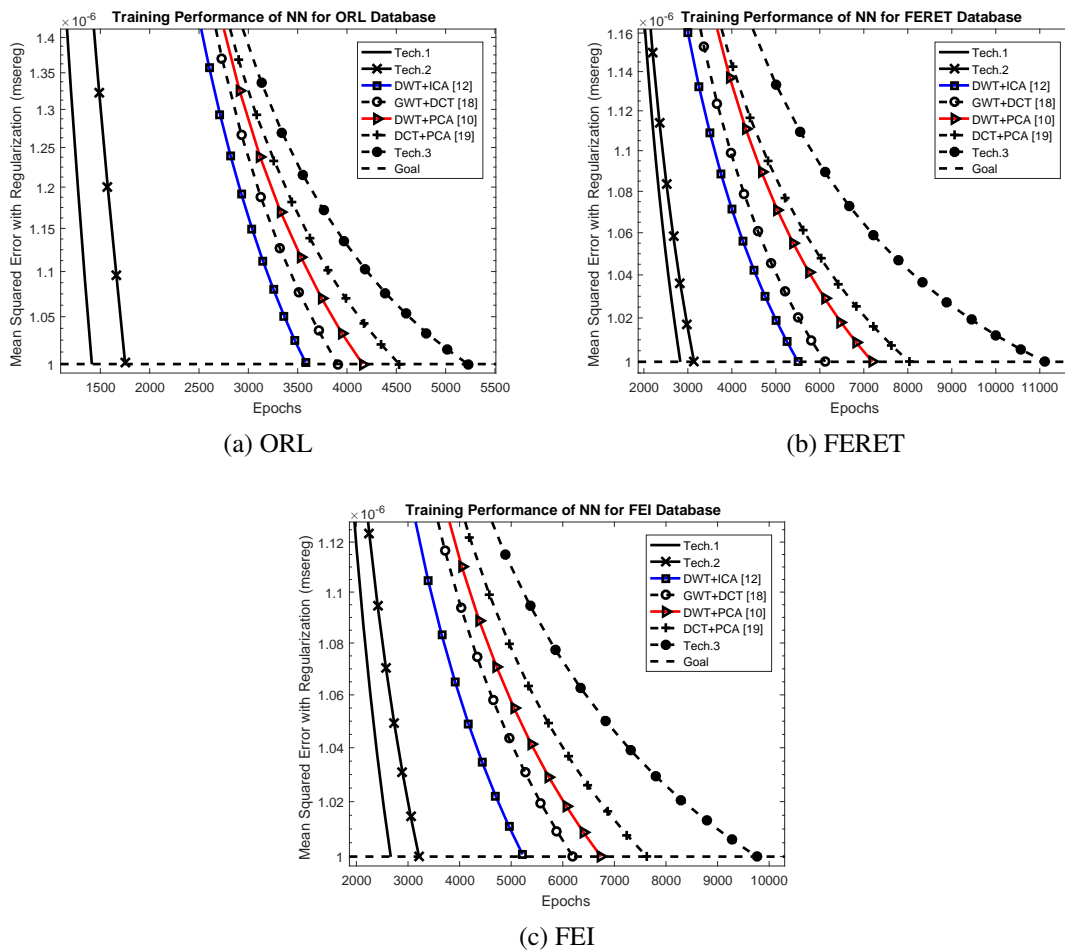 Training Performance of NN for ORL Database
×10⁻⁶
Mean Squared Error with Regularization (msereg)
1.4
1.35
1.3
1.25
1.2
1.15
1.1
1.05
1
1500 2000 2500 3000 3500 4000 4500 5000 5500
Epochs
Tech.1
Tech.2
DWT+ICA [12]
GWT+DCT [18]
DWT+PCA [10]
DCT+PCA [19]
Tech.3
Goal
(a) ORL
Training Performance of NN for FERET Database
×10⁻⁶
Mean Squared Error with Regularization (msereg)
1.16
1.14
1.12
1.1
1.08
1.06
1.04
1.02
1
2000 3000 4000 5000 6000 7000 8000 9000 10000 11000
Epochs
Tech.1
Tech.2
DWT+ICA [12]
GWT+DCT [18]
DWT+PCA [10]
DCT+PCA [19]
Tech.3
Goal
(b) FERET
Training Performance of NN for FEI Database
×10⁻⁶
Mean Squared Error with Regularization (msereg)
1.12
1.1
1.08
1.06
1.04
1.02
1
2000 3000 4000 5000 6000 7000 8000 9000 10000
Epochs
Tech.1
Tech.2
DWT+ICA [12]
GWT+DCT [18]
DWT+PCA [10]
DCT+PCA [19]
Tech.3
Goal
(c) FEI